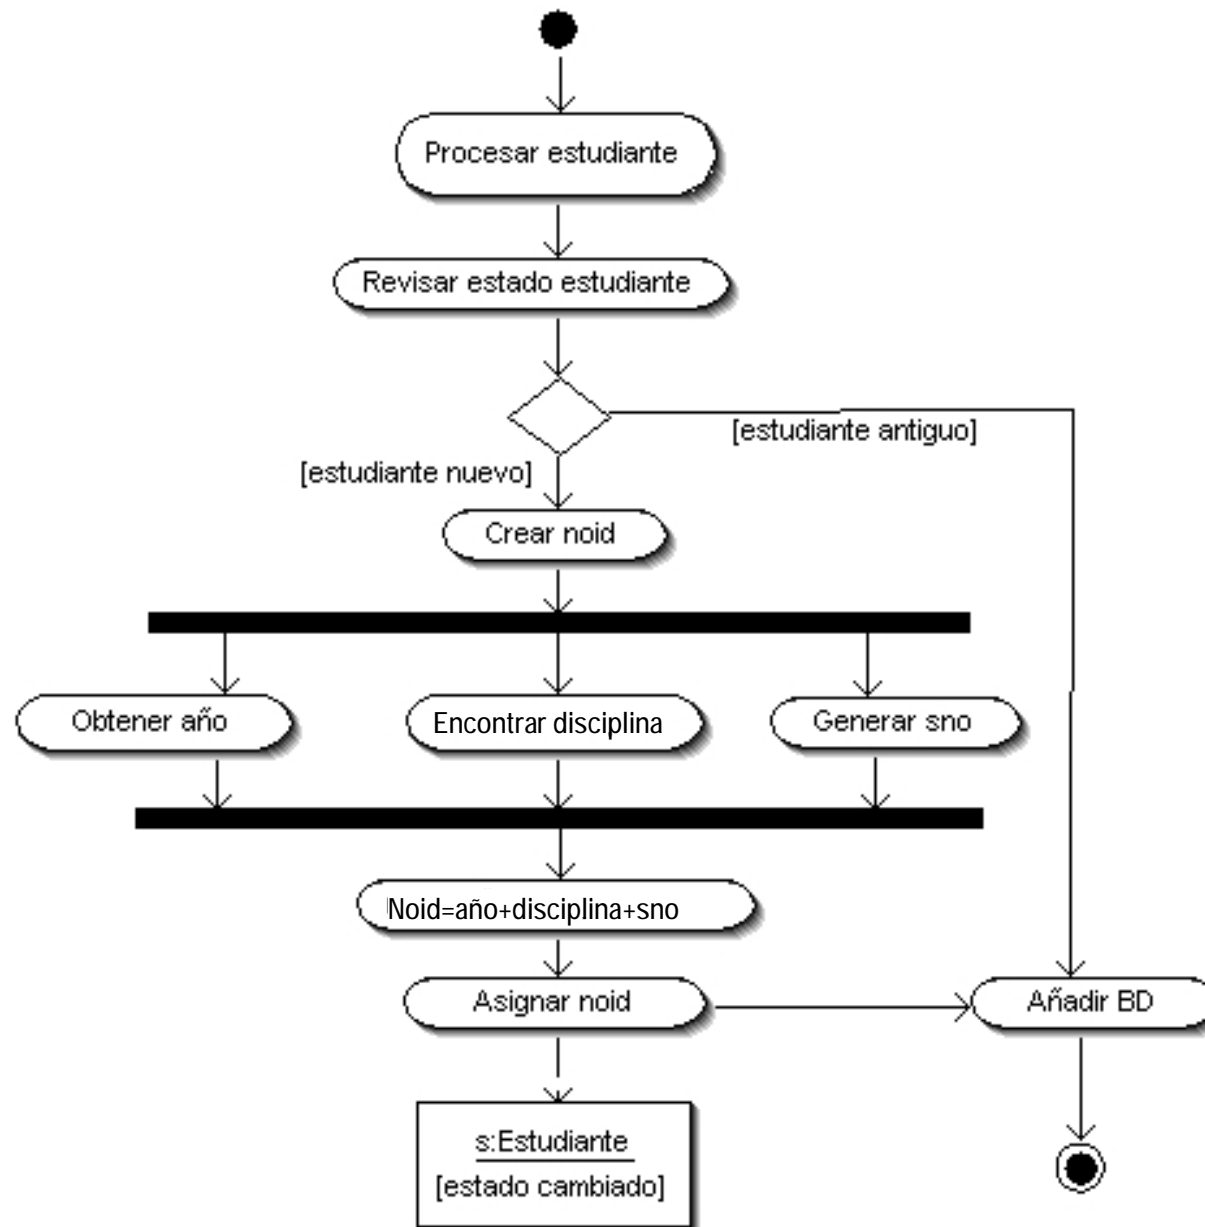 Procesar estudiante
Revisar estado estudiante
[estudiante antiguo]
[estudiante nuevo]
Crear noid
Obtener año
Encontrar disciplina
Generar sno
Noid=año+disciplina+sno
Asignar noid
Añadir BD
s:Estudiante
[estado cambiado]